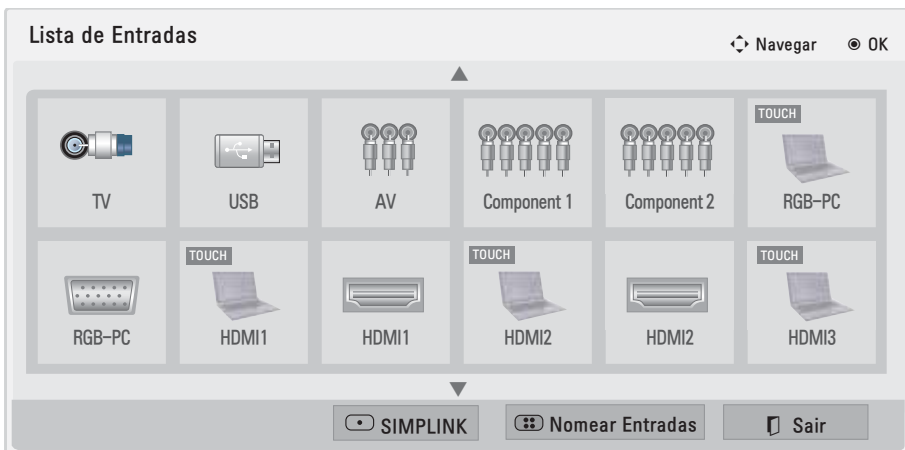 Lista de Entradas
Navegar
OK
TOUCH
TV
USB
AV
Component 1
Component 2
RGB-PC
TOUCH
TOUCH
TOUCH
RGB-PC
HDMI1
HDMI1
HDMI2
HDMI2
HDMI3
SIMPLINK
Nomear Entradas
Sair